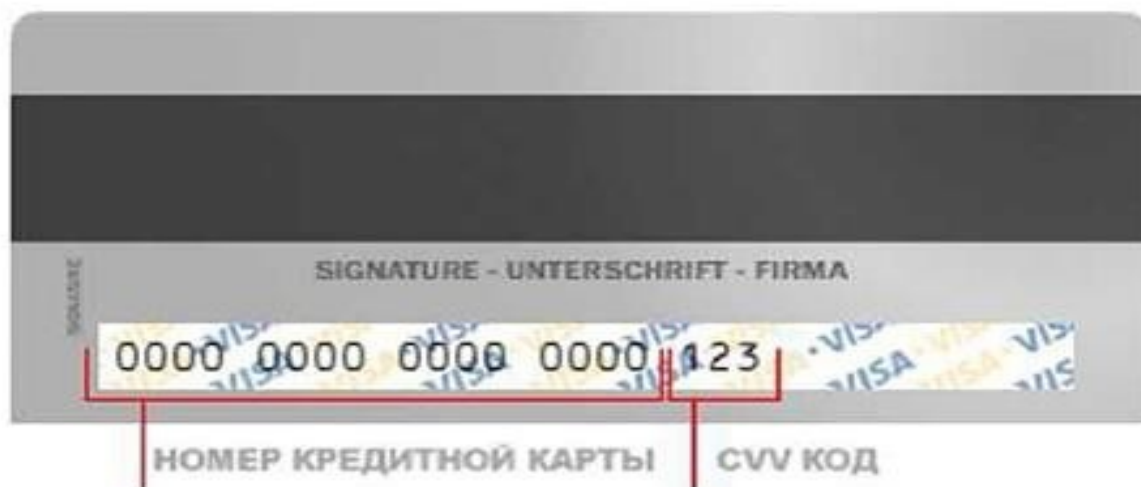 SIGNATURE - UNTERSCHRIFT - FIRMA
0000 0000 0000 0000 123
НОМЕР КРЕДИТНОЙ КАРТЫ CVV КОД